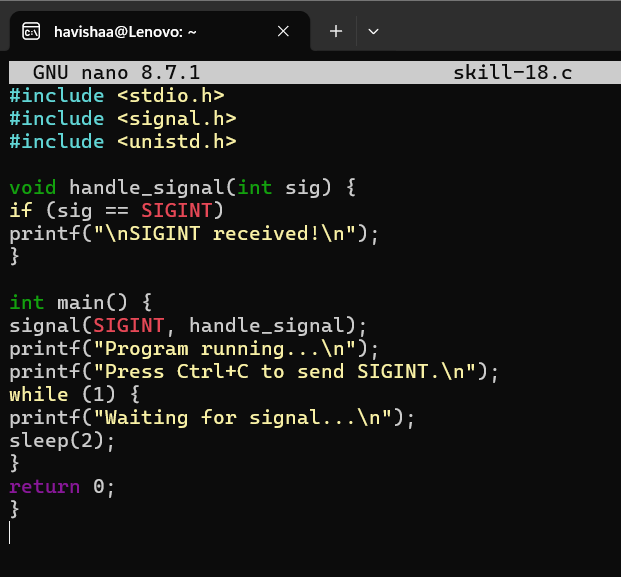 havishaa@Lenovo: ~
GNU nano 8.7.1 skill-18.c
#include <stdio.h>
#include <signal.h>
#include <unistd.h>
void handle_signal(int sig) {
if (sig == SIGINT)
printf("\nSIGINT received!\n");
}
int main() {
signal(SIGINT, handle_signal);
printf("Program running...\n");
printf("Press Ctrl+C to send SIGINT.\n");
while (1) {
printf("Waiting for signal...\n");
sleep(2);
}
return 0;
}